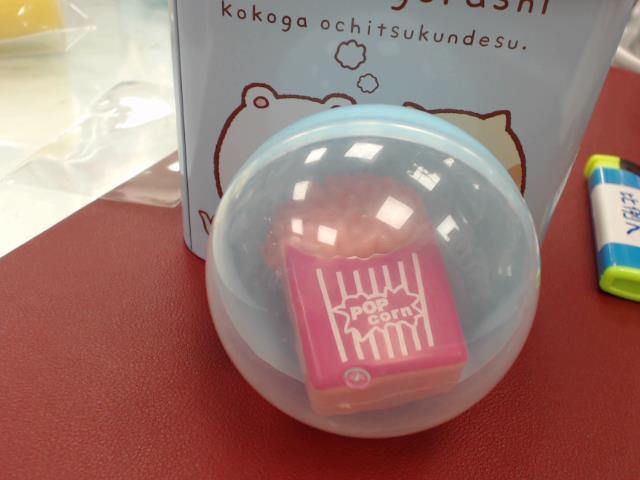 kokoga ochitsukundesu.
POP
corn